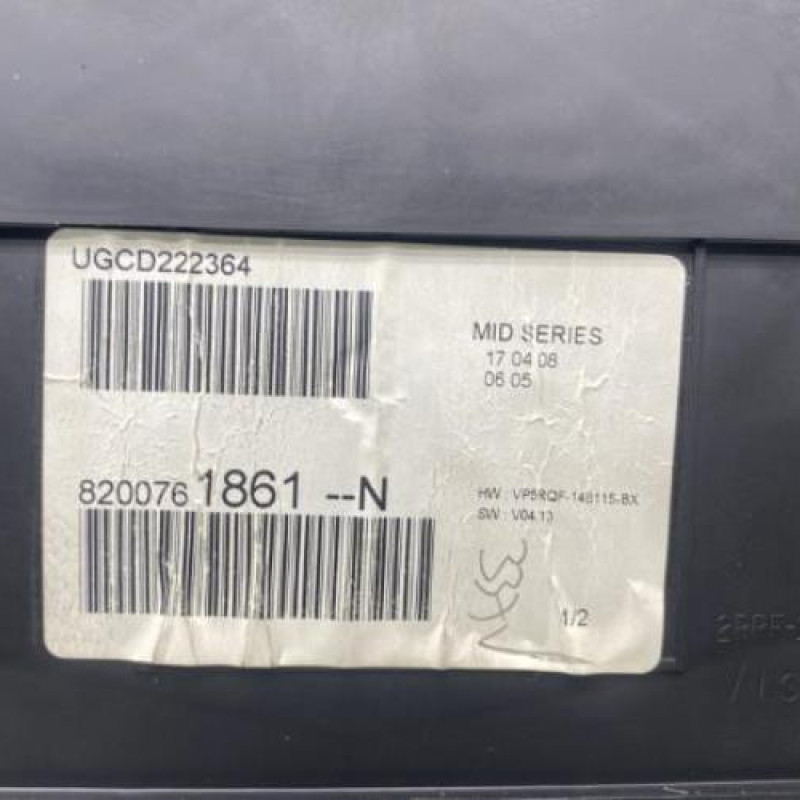 UGCD222364
MID SERIES
17 04 08
06 05
8200761861 --N
HW : VP5RQF-14B115-BX
SW : V04.13
1/2